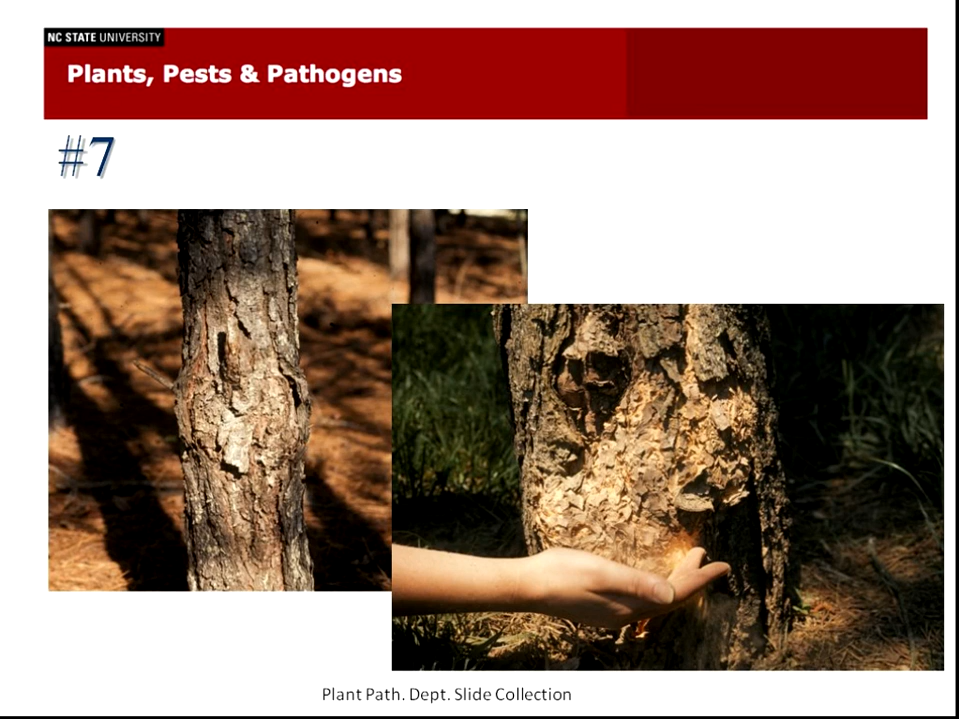 NC STATE UNIVERSITY
Plants, Pests & Pathogens
#7
Plant Path. Dept. Slide Collection